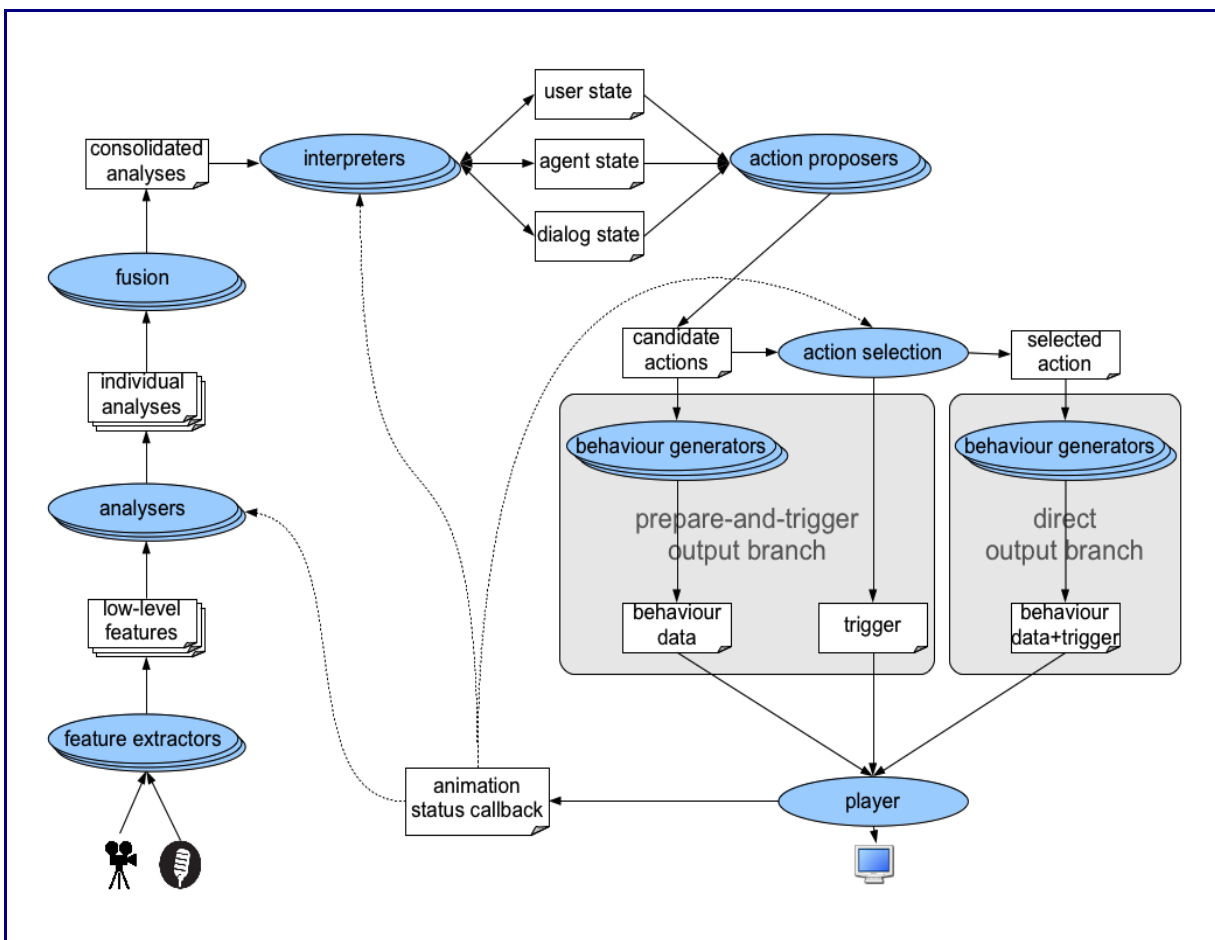 user state
consolidated
analyses
interpreters
agent state
action proposers
dialog state
fusion
candidate
actions
action selection
selected
action
individual
analyses
behaviour generators
behaviour generators
analysers
prepare-and-trigger
output branch
direct
output branch
low-level
features
behaviour
data
trigger
behaviour
data+trigger
feature extractors
animation
status callback
player